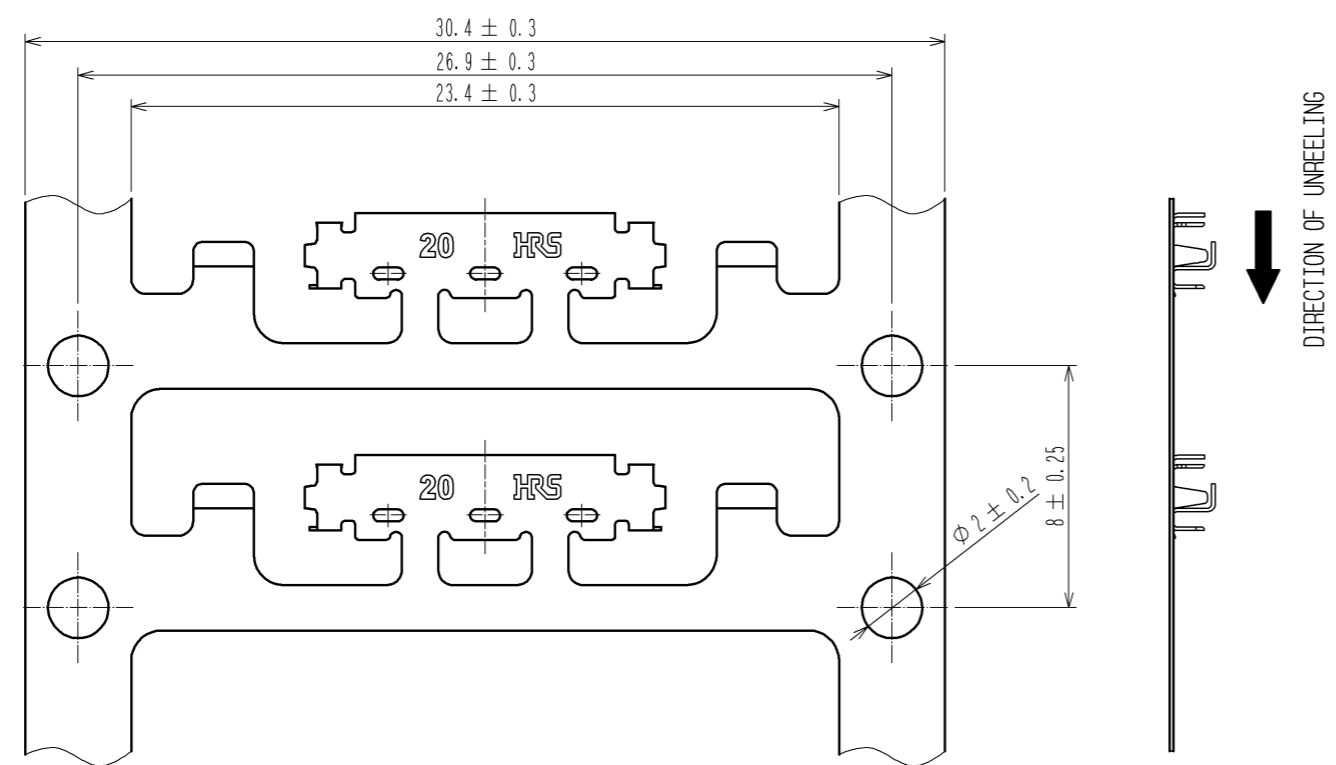 30.4 ± 0.3
26.9 ± 0.3
23.4 ± 0.3
DIRECTION OF UNREELING
20 HRS
8 ± 0.25
20 HRS
Φ2 ± 0.2